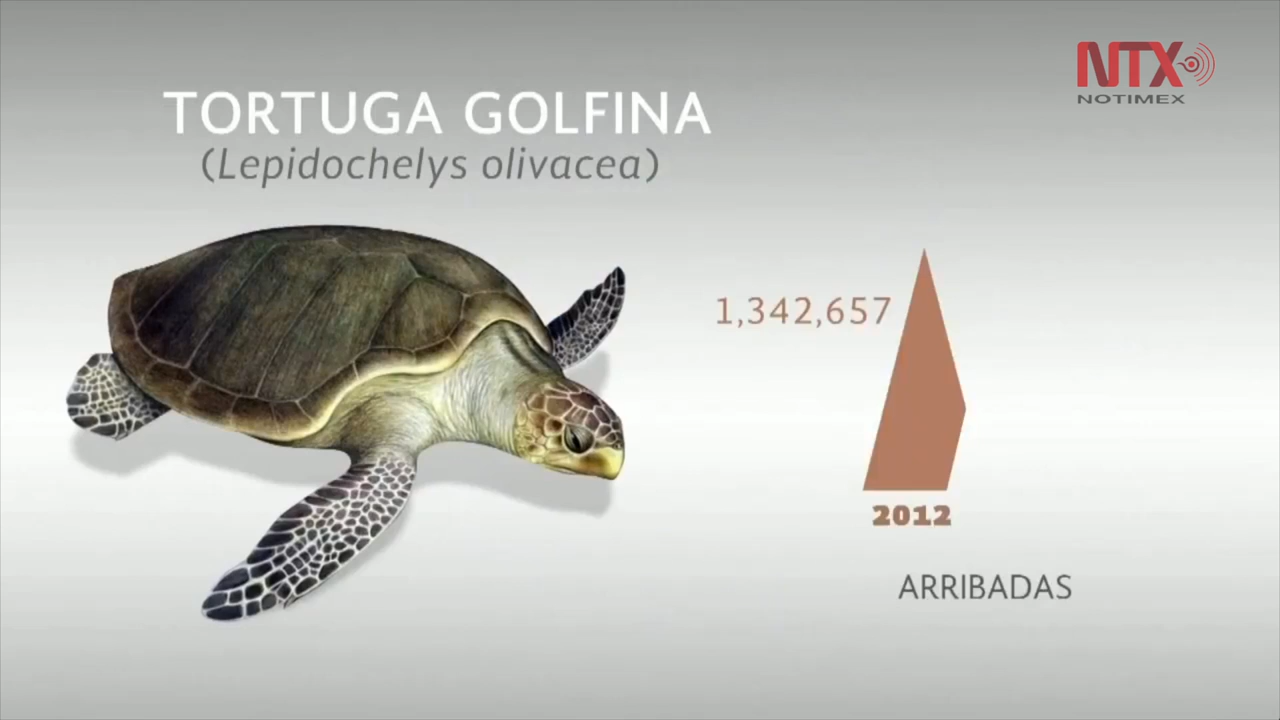 NTX
NOTIMEX
TORTUGA GOLFINA
(Lepidochelys olivacea)
1,342,657
2012
ARRIBADAS